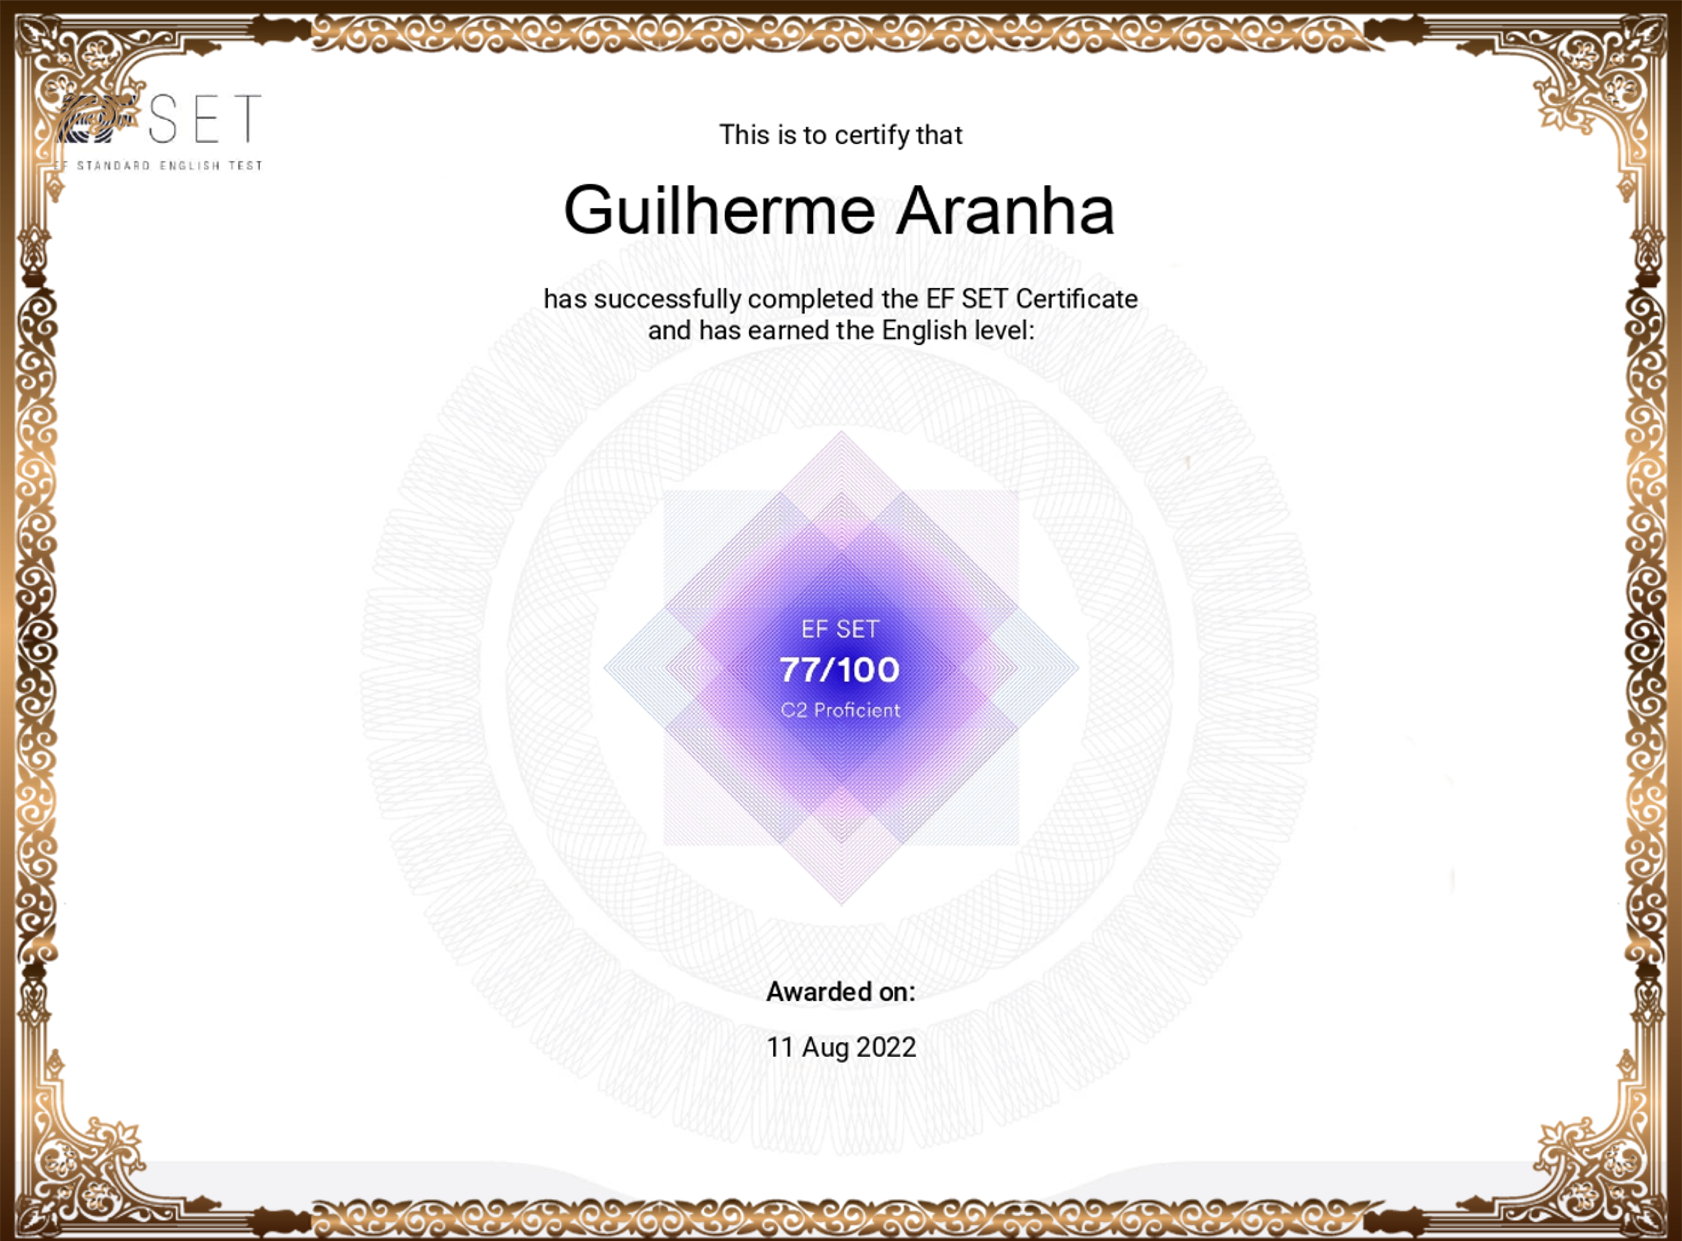 EF SET
EF STANDARD ENGLISH TEST
This is to certify that
Guilherme Aranha
has successfully completed the EF SET Certificate
and has earned the English level:
EF SET
77/100
C2 Proficient
Awarded on:
11 Aug 2022